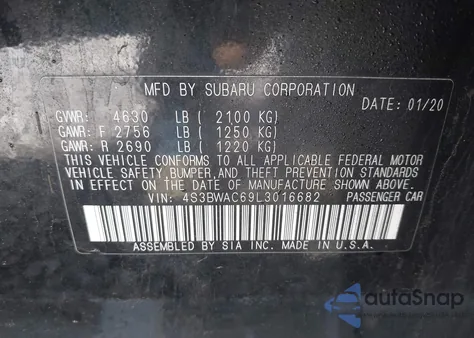 MFD BY SUBARU CORPORATION
DATE: 01/20
GVWR: 4630 LB ( 2100 KG)
GAWR: F 2756 LB ( 1250 KG)
GAWR: R 2690 LB ( 1220 KG)
THIS VEHICLE CONFORMS TO ALL APPLICABLE FEDERAL MOTOR
VEHICLE SAFETY, BUMPER, AND THEFT PREVENTION STANDARDS
IN EFFECT ON THE DATE OF MANUFACTURE SHOWN ABOVE.
VIN: 4S3BWAC69L3016682 PASSENGER CAR
ASSEMBLED BY SIA INC. MADE IN U.S.A.
autoSnap